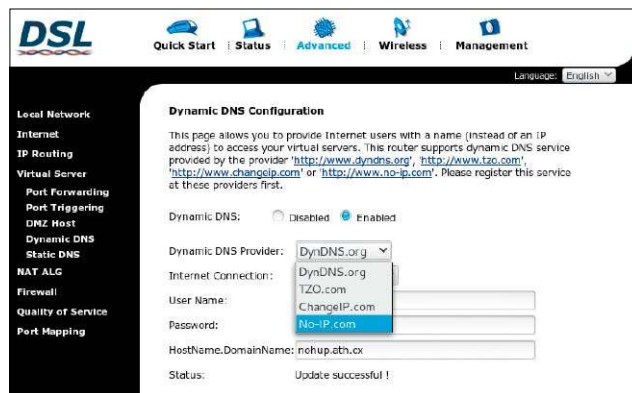 DSL
Quick Start Status Advanced Wireless Management
Language: English
Local Network
Internet
IP Routing
Virtual Server
Port Forwarding
Port Triggering
DMZ Host
Dynamic DNS
Static DNS
NAT ALG
Firewall
Quality of Service
Port Mapping
Dynamic DNS Configuration
This page allows you to provide Internet users with a name (instead of an IP
address) to access your virtual servers. This router supports dynamic DNS service
provided by the provider 'http://www.dyndns.org', 'http://www.tzo.com',
'http://www.changeip.com' or 'http://www.no-ip.com'. Please register this service
at these providers first.
Dynamic DNS: Disabled Enabled
Dynamic DNS Provider: DynDNS.org
Internet Connection:
DynDNS.org
TZO.com
ChangeIP.com
No-IP.com
User Name:
Password:
HostName.DomainName: nohup.ath.cx
Status: Update successful !